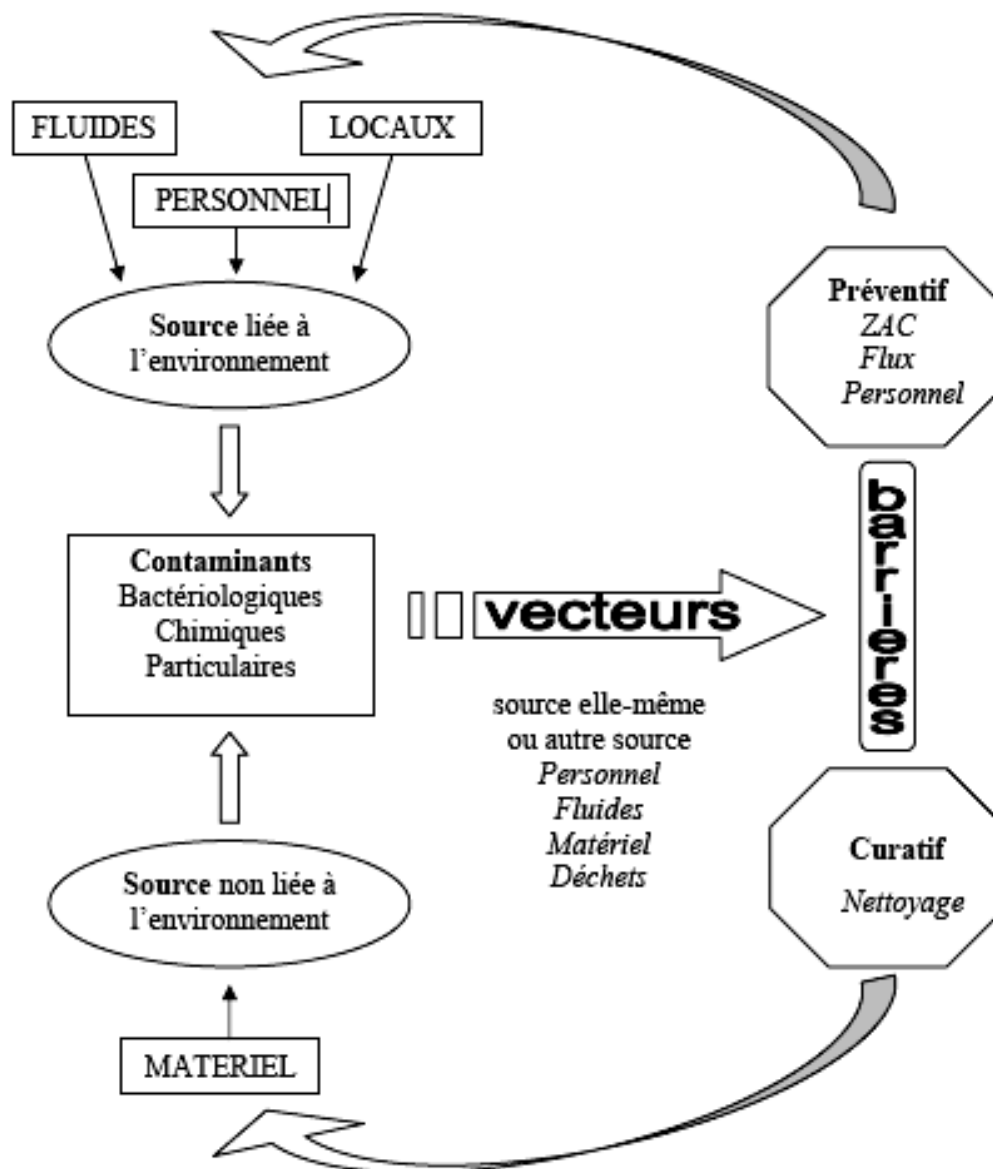 FLUIDES
LOCAUX
PERSONNEL
Source liée à
l’environnement
Contaminants
Bactériologiques
Chimiques
Particulaires
vecteurs
source elle-même
ou autre source
Personnel
Fluides
Matériel
Déchets
Source non liée à
l’environnement
MATERIEL
Préventif
ZAC
Flux
Personnel
barrieres
Curatif
Nettoyage